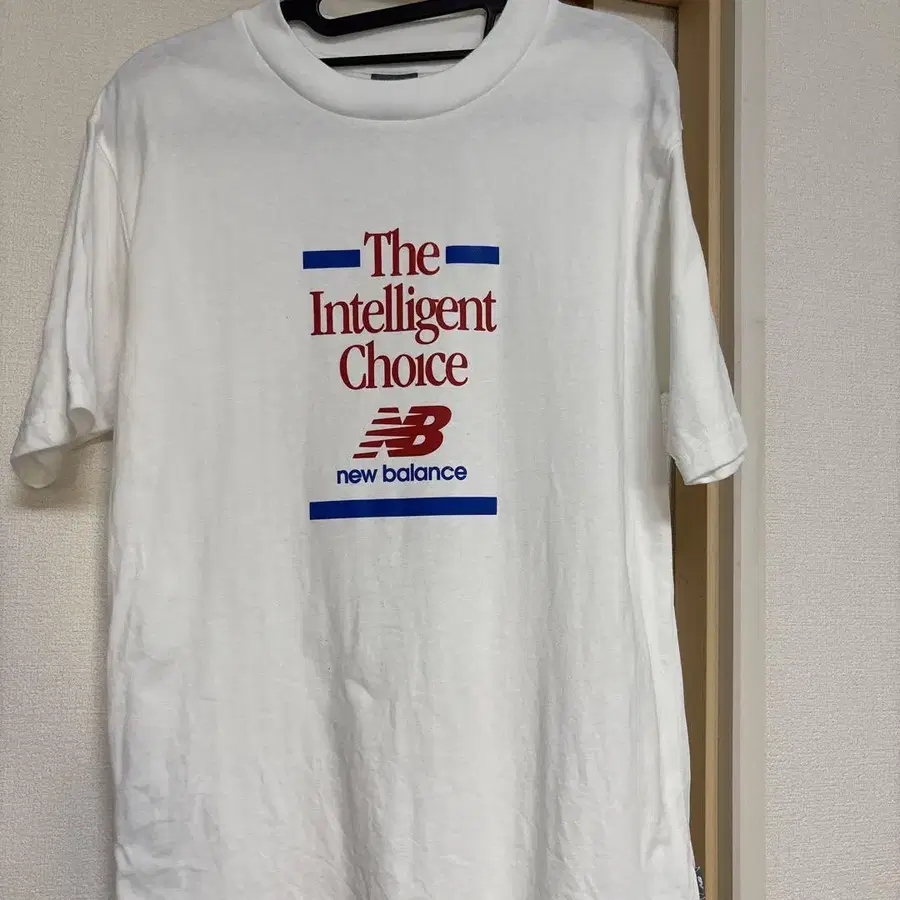 The
Intelligent
Choice
NB
new balance